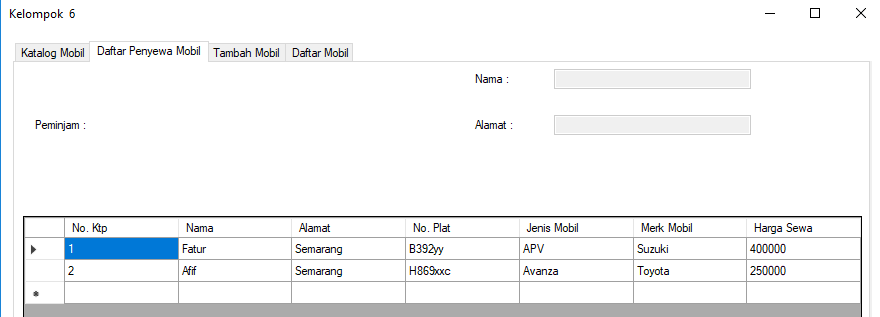 Kelompok 6
Katalog Mobil Daftar Penyewa Mobil Tambah Mobil Daftar Mobil
Nama :
Peminjam : Alamat :
No. Ktp Nama Alamat No. Plat Jenis Mobil Merk Mobil Harga Sewa
1 Fatur Semarang B392yy APV Suzuki 400000
2 Afif Semarang H869xxc Avanza Toyota 250000